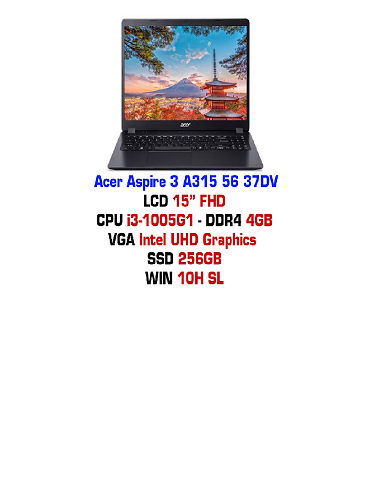 acer
Acer Aspire 3 A315 56 37DV
LCD 15” FHD
CPU i3-1005G1 - DDR4 4GB
VGA Intel UHD Graphics
SSD 256GB
WIN 10H SL